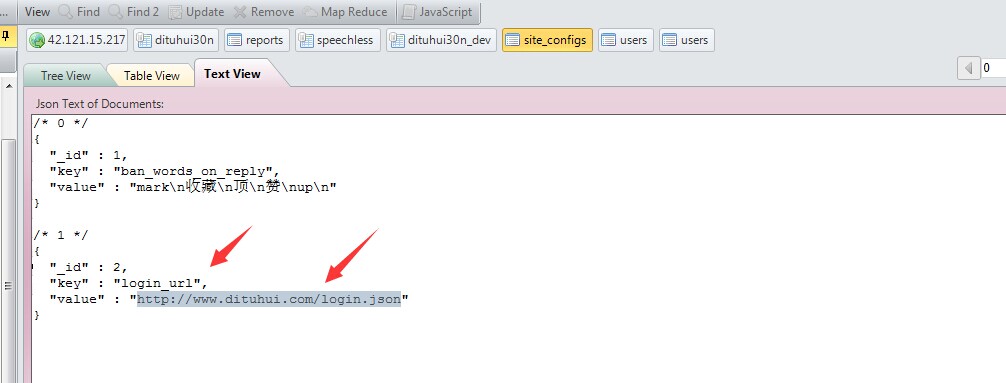 ... View Find Find 2 Update Remove Map Reduce JavaScript
42.121.15.217 dituhui30n reports speechless dituhui30n_dev site_configs users users
Tree View Table View Text View 0
Json Text of Documents:
/* 0 */
{
"_id" : 1,
"key" : "ban_words_on_reply",
"value" : "mark\n收藏\n顶\n赞\nup\n"
}
/* 1 */
{
"_id" : 2,
"key" : "login_url",
"value" : "http://www.dituhui.com/login.json"
}